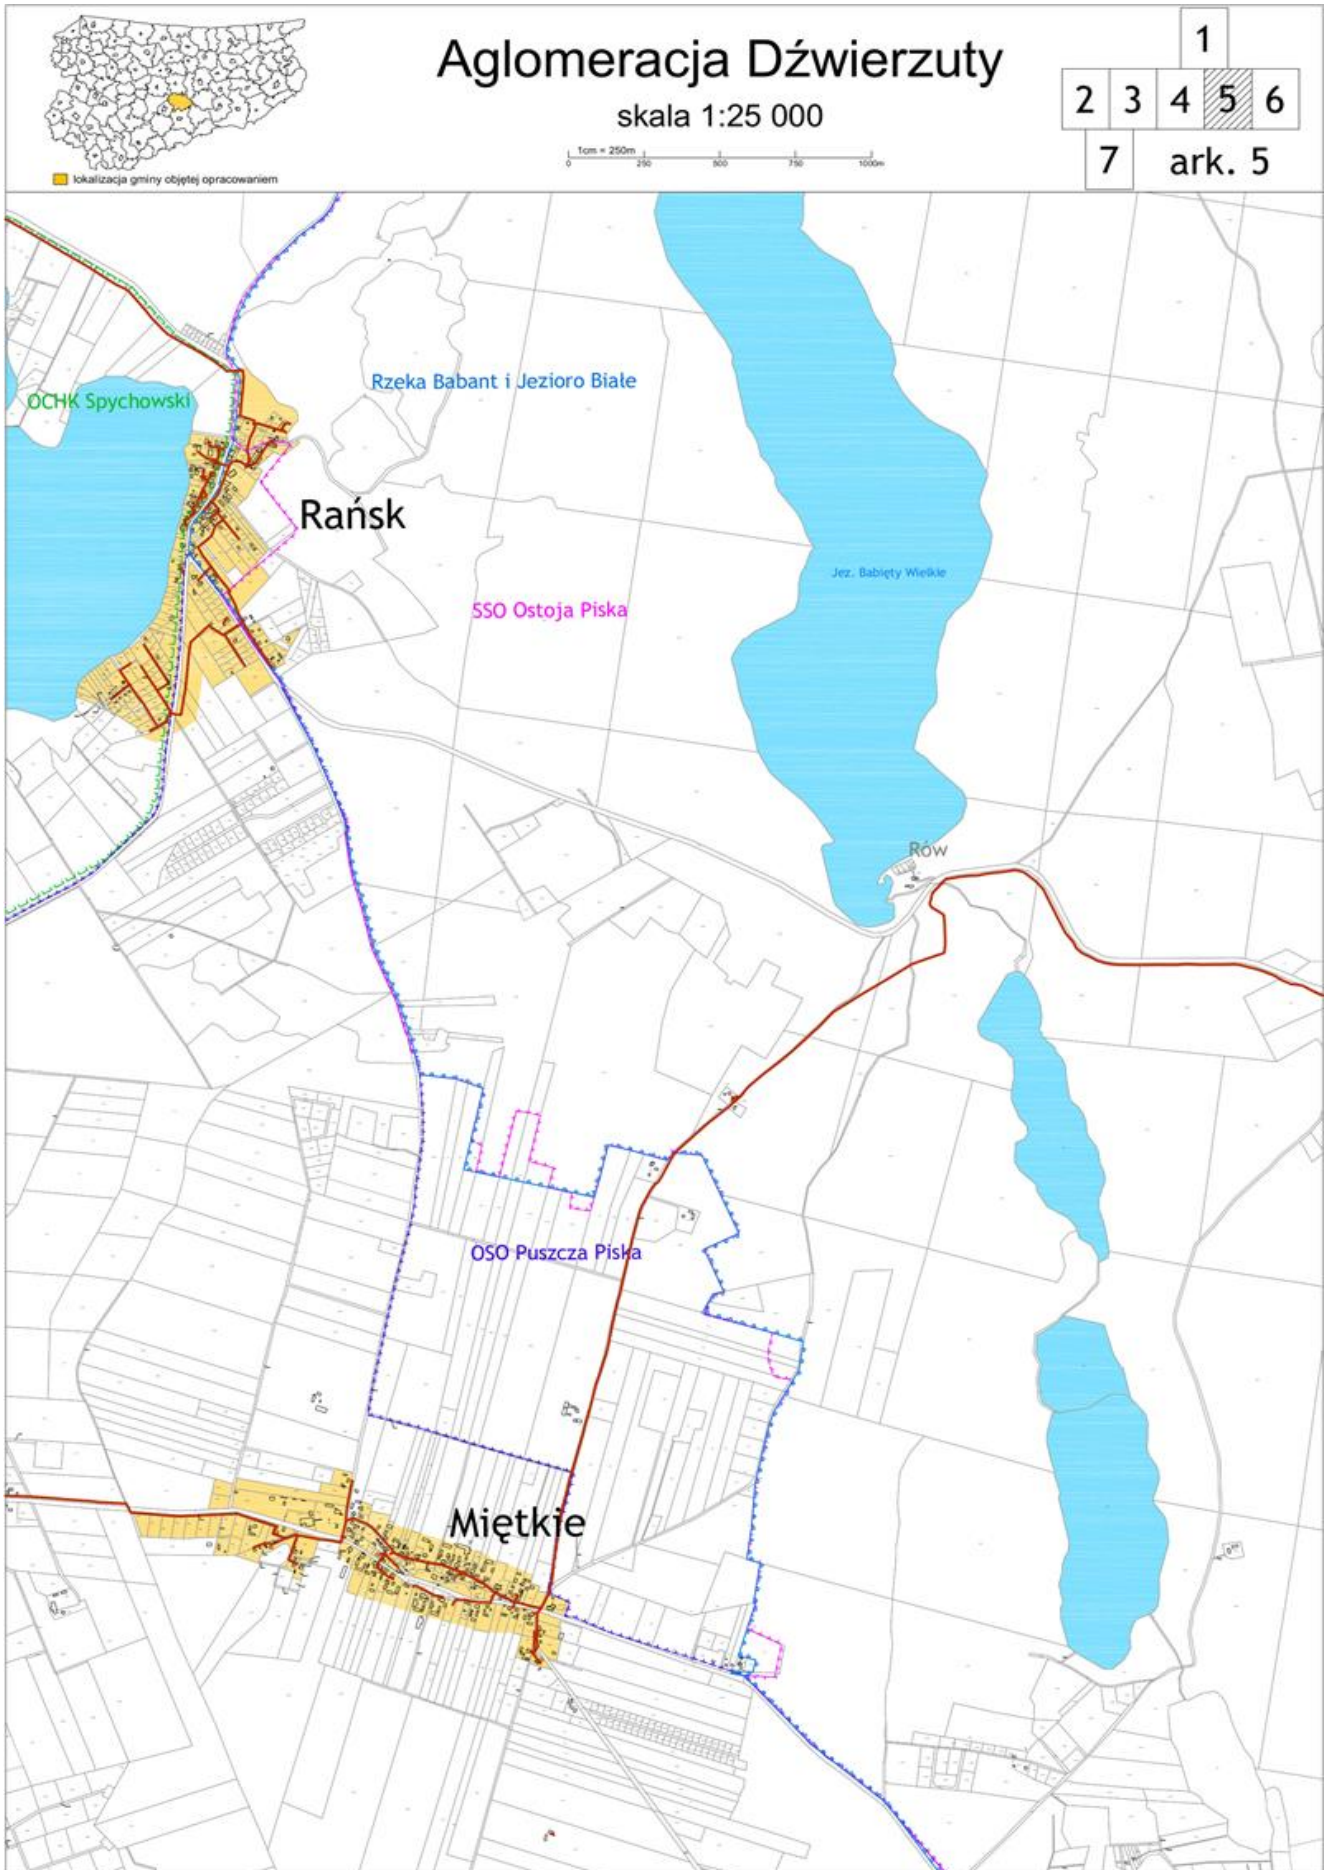 Aglomeracja Dźwierzuty
skala 1:25 000
1cm = 250m
0 250 500 750 1000m
lokalizacja gminy objętej opracowaniem
1
2 3 4 5 6
7 ark. 5
Rzeka Babant i Jezioro Białe
OCHK Spychowski
Rańsk
Jez. Babięty Wielkie
SSO Ostoja Piska
Rów
OSO Puszcza Piska
Miętkie